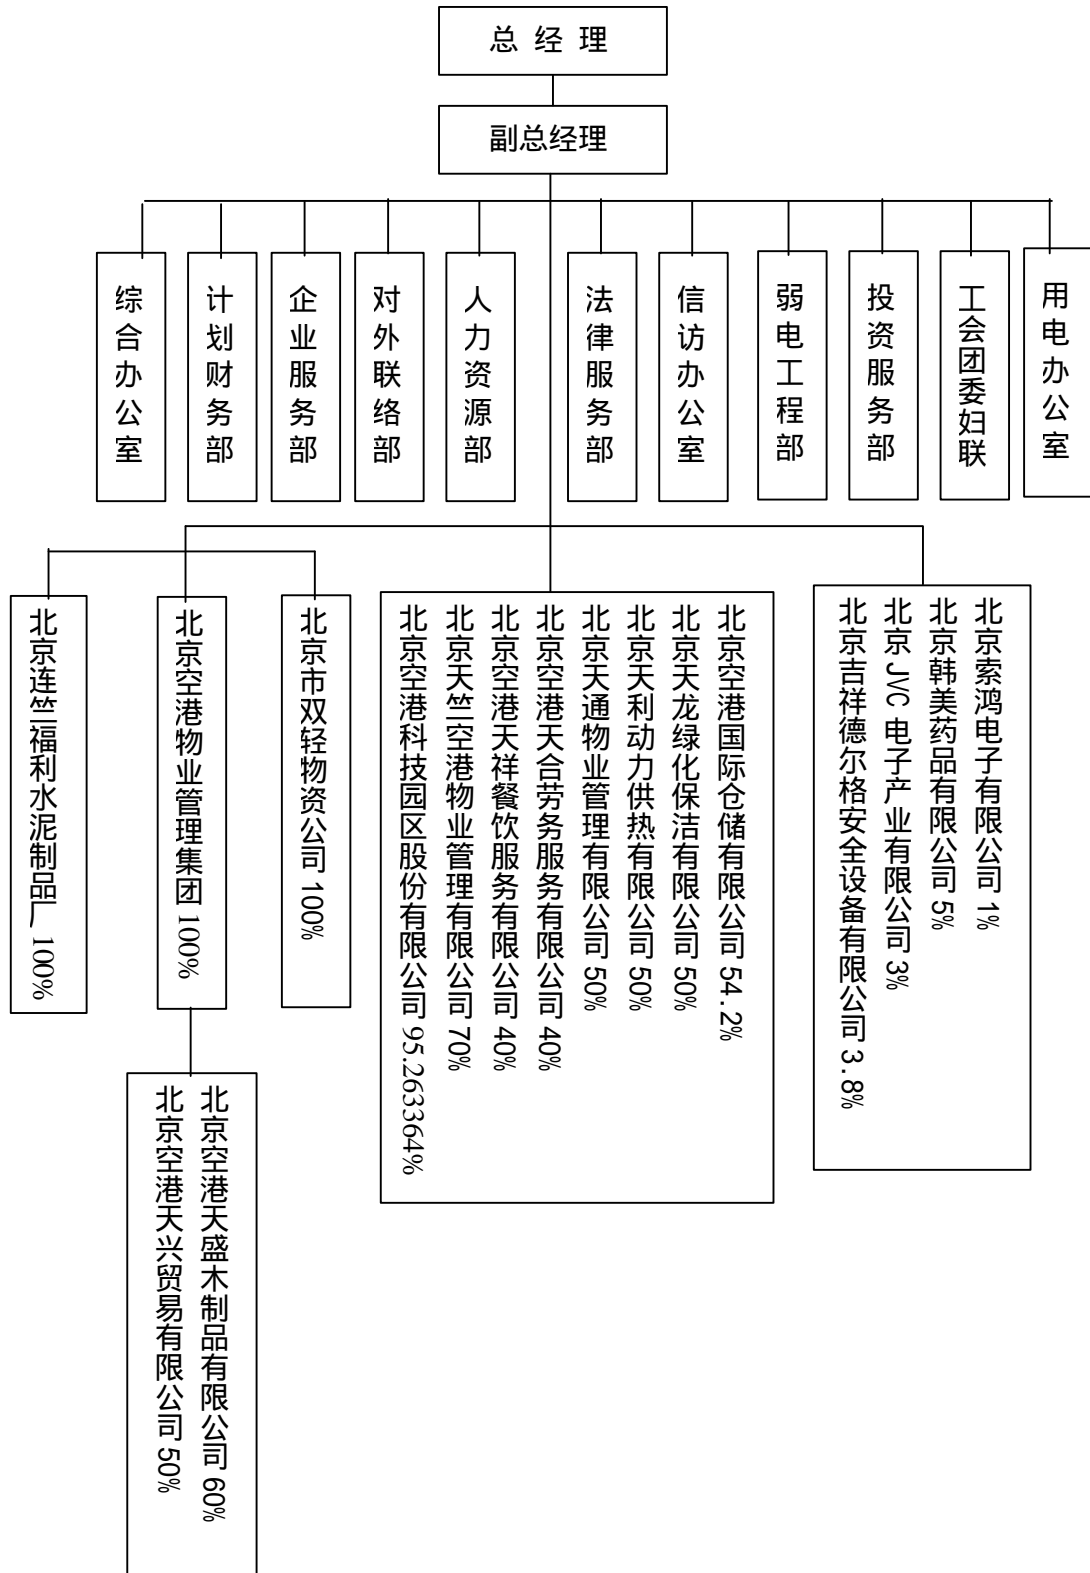 总 经 理
副总经理
综合办公室
计划财务部
企业服务部
对外联络部
人力资源部
法律服务部
信访办公室
弱电工程部
投资服务部
工会团委妇联
用电办公室
北京连竺福利水泥制品厂 100%
北京空港物业管理集团 100%
北京市双轻物资公司 100%
北京空港科技园区股份有限公司 95.263364%
北京天竺空港物业管理有限公司 70%
北京空港天祥餐饮服务有限公司 40%
北京空港天合劳务服务有限公司 40%
北京天通物业管理有限公司 50%
北京天利动力供热有限公司 50%
北京天龙绿化保洁有限公司 50%
北京空港国际仓储有限公司 54.2%
北京吉祥德尔格安全设备有限公司 3.8%
北京 JVC 电子产业有限公司 3%
北京韩美药品有限公司 5%
北京索鸿电子有限公司 1%
北京空港天兴贸易有限公司 50%
北京空港天盛木制品有限公司 60%